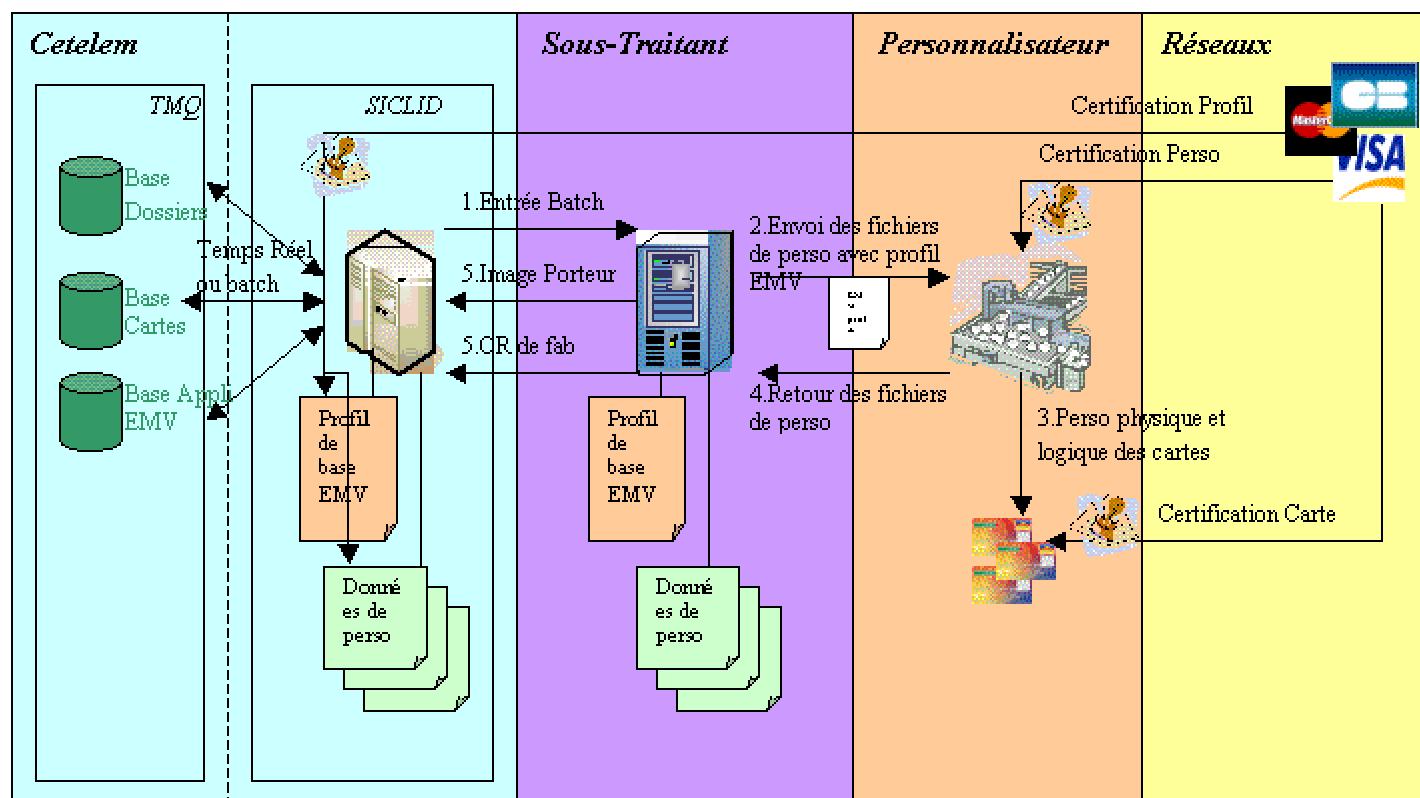 Cetelem
Sous-Traitant
Personnalisateur
Réseaux
TMQ
SICLID
Base
Dossiers
Base
Cartes
Base Appli
EMV
Temps Réel
ou batch
1.Entrée Batch
5.Image Porteur
5.CR de fab
2.Envoi des fichiers
de perso avec profil
EMV
4.Retour des fichiers
de perso
3.Perso physique et
logique des cartes
Certification Profil
Certification Perso
Certification Carte
MasterC
CB
VISA
Profil
de
base
EMV
Profil
de
base
EMV
Donné
es de
perso
Donné
es de
perso